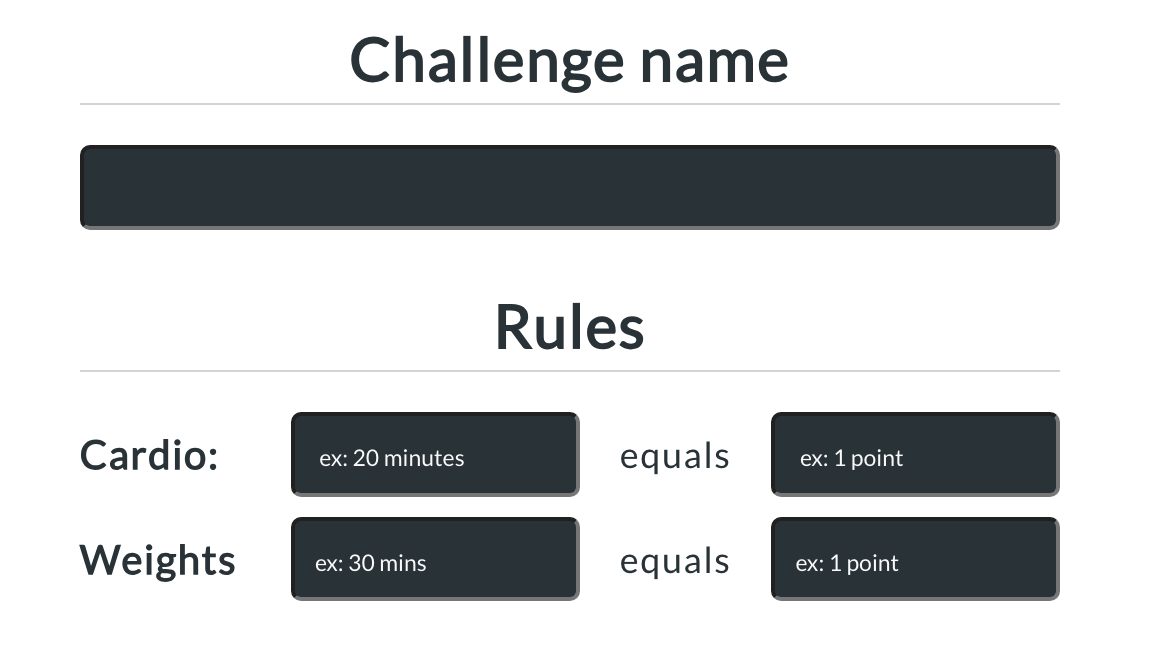 Challenge name
Rules
Cardio: ex: 20 minutes equals ex: 1 point
Weights ex: 30 mins equals ex: 1 point